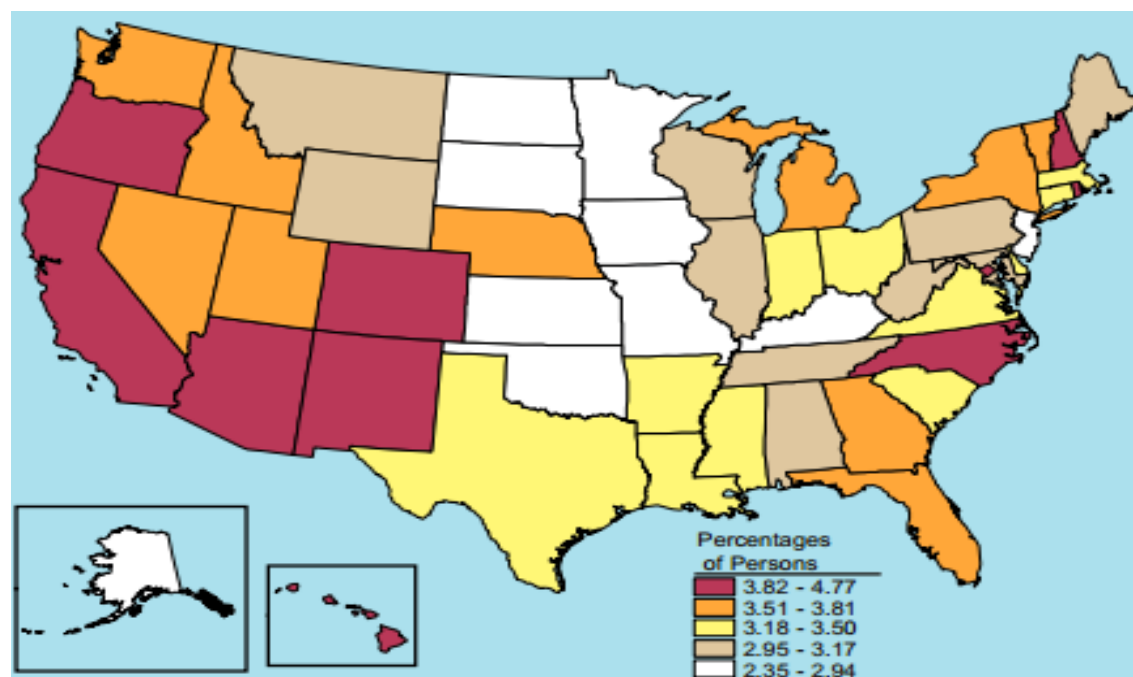 Percentages
of Persons
3.82 - 4.77
3.51 - 3.81
3.18 - 3.50
2.95 - 3.17
2.35 - 2.94